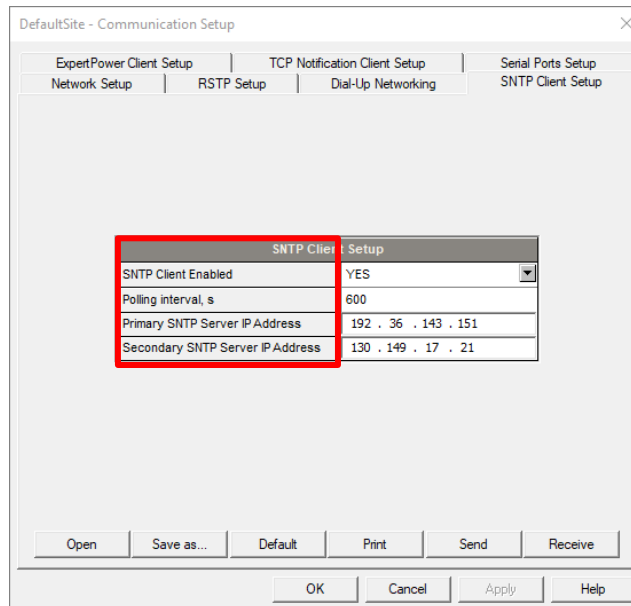 DefaultSite - Communication Setup
ExpertPower Client Setup TCP Notification Client Setup Serial Ports Setup
Network Setup RSTP Setup Dial-Up Networking SNTP Client Setup
SNTP Client Setup
SNTP Client Enabled YES
Polling interval, s 600
Primary SNTP Server IP Address 192 . 36 . 143 . 151
Secondary SNTP Server IP Address 130 . 149 . 17 . 21
Open Save as... Default Print Send Receive
OK Cancel Apply Help